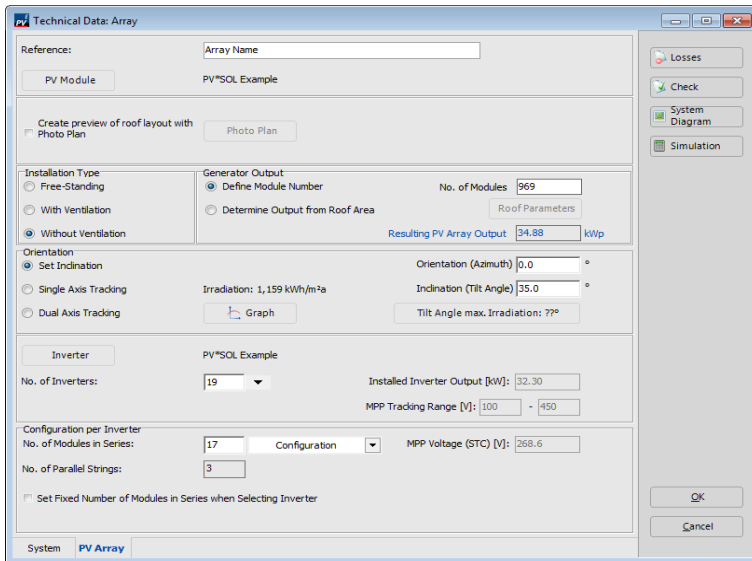 PV Technical Data: Array
Reference: Array Name
PV Module PV*SOL Example
Losses
Check
System
Diagram
Simulation
Create preview of roof layout with
Photo Plan
Photo Plan
Installation Type
Free-Standing
With Ventilation
Without Ventilation
Generator Output
Define Module Number No. of Modules 969
Determine Output from Roof Area Roof Parameters
Resulting PV Array Output 34.88 kWp
Orientation
Set Inclination Orientation (Azimuth) 0.0 °
Single Axis Tracking Irradiation: 1,159 kWh/m²a Inclination (Tilt Angle) 35.0 °
Dual Axis Tracking Graph Tilt Angle max. Irradiation: ??°
Inverter PV*SOL Example
No. of Inverters: 19 Installed Inverter Output [kW]: 32.30
MPP Tracking Range [V]: 100 - 450
Configuration per Inverter
No. of Modules in Series: 17 Configuration MPP Voltage (STC) [V]: 268.6
No. of Parallel Strings: 3
Set Fixed Number of Modules in Series when Selecting Inverter
OK
Cancel
System PV Array